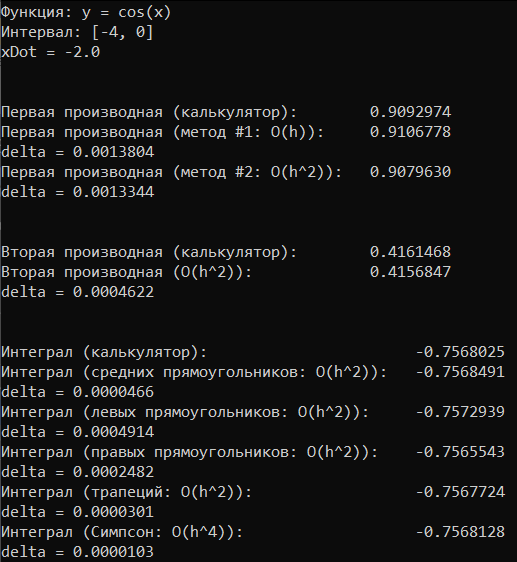 Функция: y = cos(x)
Интервал: [-4, 0]
xDot = -2.0
Первая производная (калькулятор): 0.9092974
Первая производная (метод #1: O(h)): 0.9106778
delta = 0.0013804
Первая производная (метод #2: O(h^2)): 0.9079630
delta = 0.0013344
Вторая производная (калькулятор): 0.4161468
Вторая производная (O(h^2)): 0.4156847
delta = 0.0004622
Интеграл (калькулятор): -0.7568025
Интеграл (средних прямоугольников: O(h^2)): -0.7568491
delta = 0.0000466
Интеграл (левых прямоугольников: O(h^2)): -0.7572939
delta = 0.0004914
Интеграл (правых прямоугольников: O(h^2)): -0.7565543
delta = 0.0002482
Интеграл (трапеций: O(h^2)): -0.7567724
delta = 0.0000301
Интеграл (Симпсон: O(h^4)): -0.7568128
delta = 0.0000103